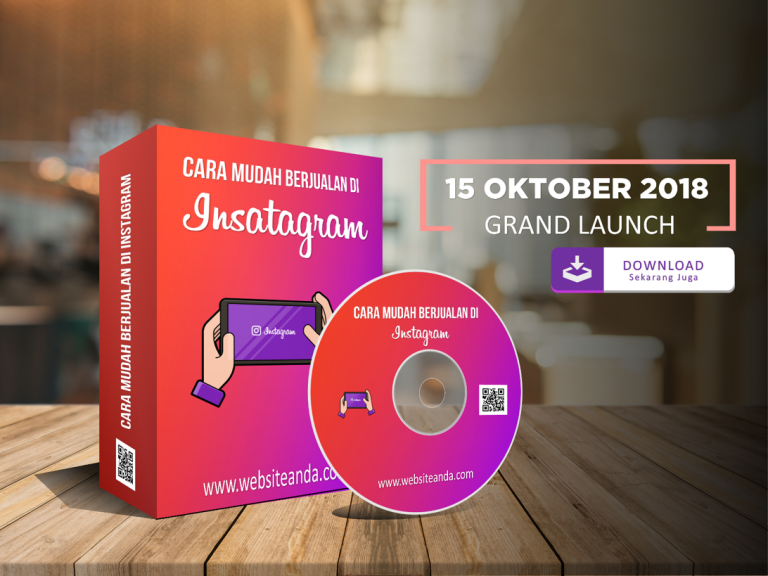 CARA MUDAH BERJUALAN DI INSTAGRAM
CARA MUDAH BERJUALAN DI
Insatagram
Instagram
www.websiteanda.co
CARA MUDAH BERJUALAN DI
Instagram
www.websiteanda.com
15 OKTOBER 2018
GRAND LAUNCH
DOWNLOAD
Sekarang Juga